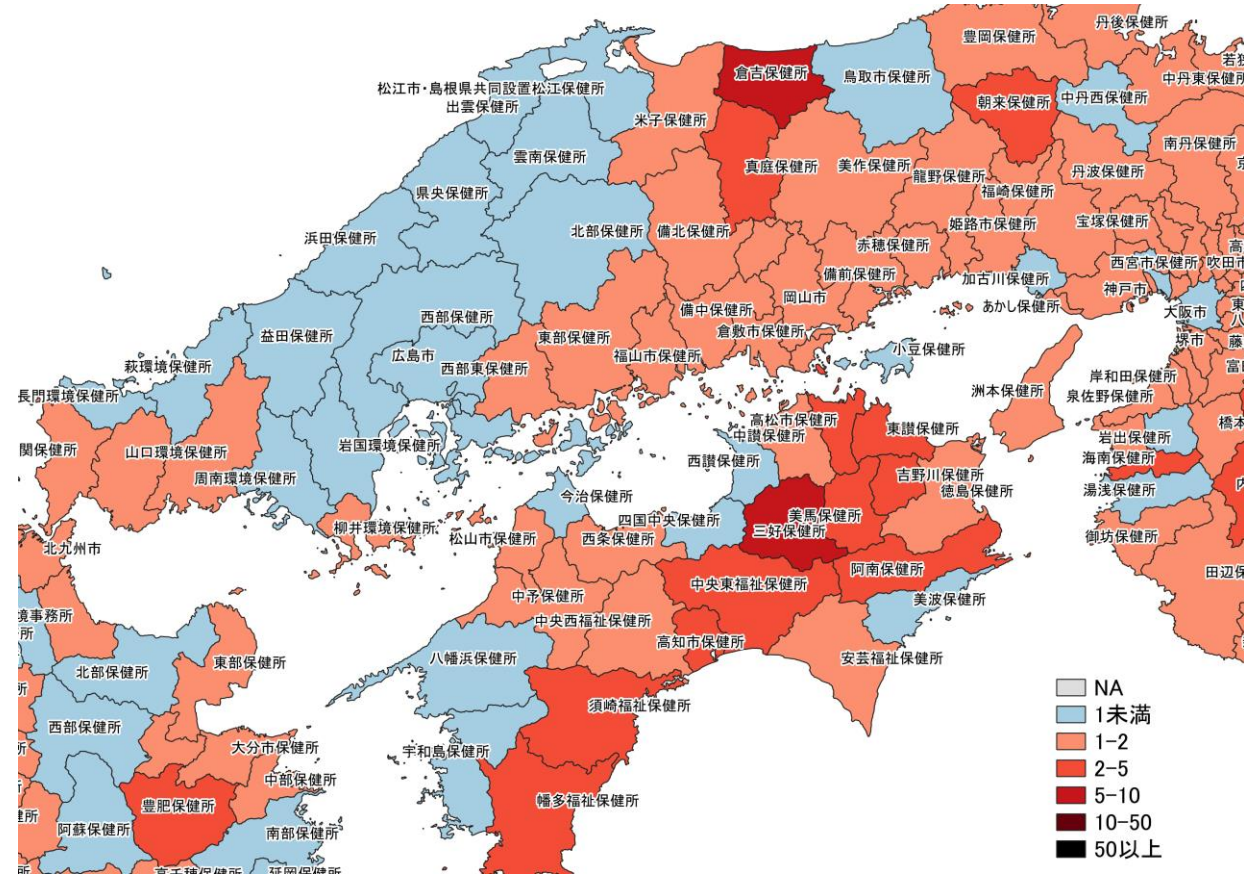 丹後保健所
豊岡保健所
若狭
中丹東保健所
倉吉保健所
鳥取市保健所
松江市・島根県共同設置松江保健所
朝来保健所
中丹西保健所
出雲保健所
米子保健所
南丹保健所
雲南保健所
真庭保健所
美作保健所
龍野保健所
丹波保健所
県央保健所
福崎保健所
北部保健所
備北保健所
姫路市保健所
宝塚保健所
浜田保健所
赤穂保健所
西宮市保健所
吹田市
備前保健所
加古川保健所
神戸市
岡山市
備中保健所
あかし保健所
大阪市
西部保健所
益田保健所
東部保健所
倉敷市保健所
堺市
広島市
福山市保健所
小豆保健所
萩環境保健所
西部東保健所
岸和田保健所
長門環境保健所
洲本保健所
泉佐野保健所
高松市保健所
東讃保健所
橋本
中讃保健所
岩出保健所
関保健所
山口環境保健所
岩国環境保健所
西讃保健所
海南保健所
吉野川保健所
周南環境保健所
徳島保健所
湯浅保健所
今治保健所
四国中央保健所
美馬保健所
柳井環境保健所
三好保健所
松山市保健所
西条保健所
御坊保健所
北九州市
中央東福祉保健所
阿南保健所
田辺保
中予保健所
美波保健所
境事務所
中央西福祉保健所
高知市保健所
八幡浜保健所
安芸福祉保健所
北部保健所
東部保健所
須崎福祉保健所
西部保健所
大分市保健所
宇和島保健所
中部保健所
幡多福祉保健所
豊肥保健所
阿蘇保健所
南部保健所
高千穂保健所
延岡保健所
NA
1未満
1-2
2-5
5-10
10-50
50以上